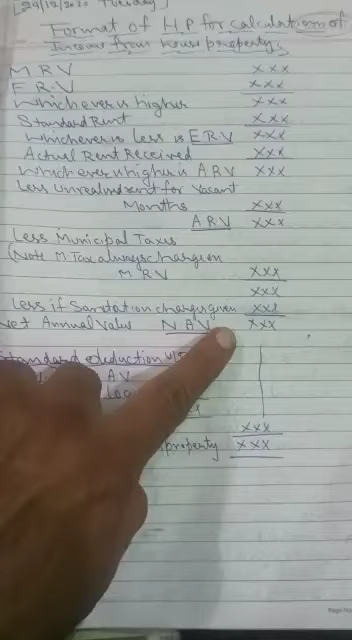 [29/12/2020 Tuesday]
Format of HP for calculation of
Income from house property:
M R V xxx
F R V xxx
Whichever is higher xxx
Standard Rent xxx
Whichever is Less is E R V xxx
Actual Rent Received xxx
Whichever is higher is A R V xxx
Less Unrealised rent for Vacant
Months xxx
A R V xxx
Less Municipal Taxes
(Note M Tax always charge on
M R V xxx
xxx
Less if Sanitation charges given xxx
Net Annual Value N A V xxx
Standard deduction u/s
AV
xxx
property xxx